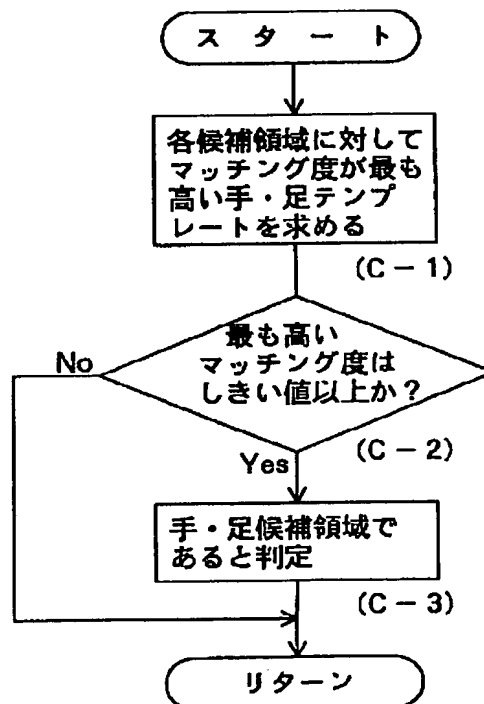 スタート
各候補領域に対して
マッチング度が最も
高い手・足テンプ
レートを求める
(C-1)
最も高い
マッチング度は
しきい値以上か?
No
(C-2)
Yes
手・足候補領域で
あると判定
(C-3)
リターン